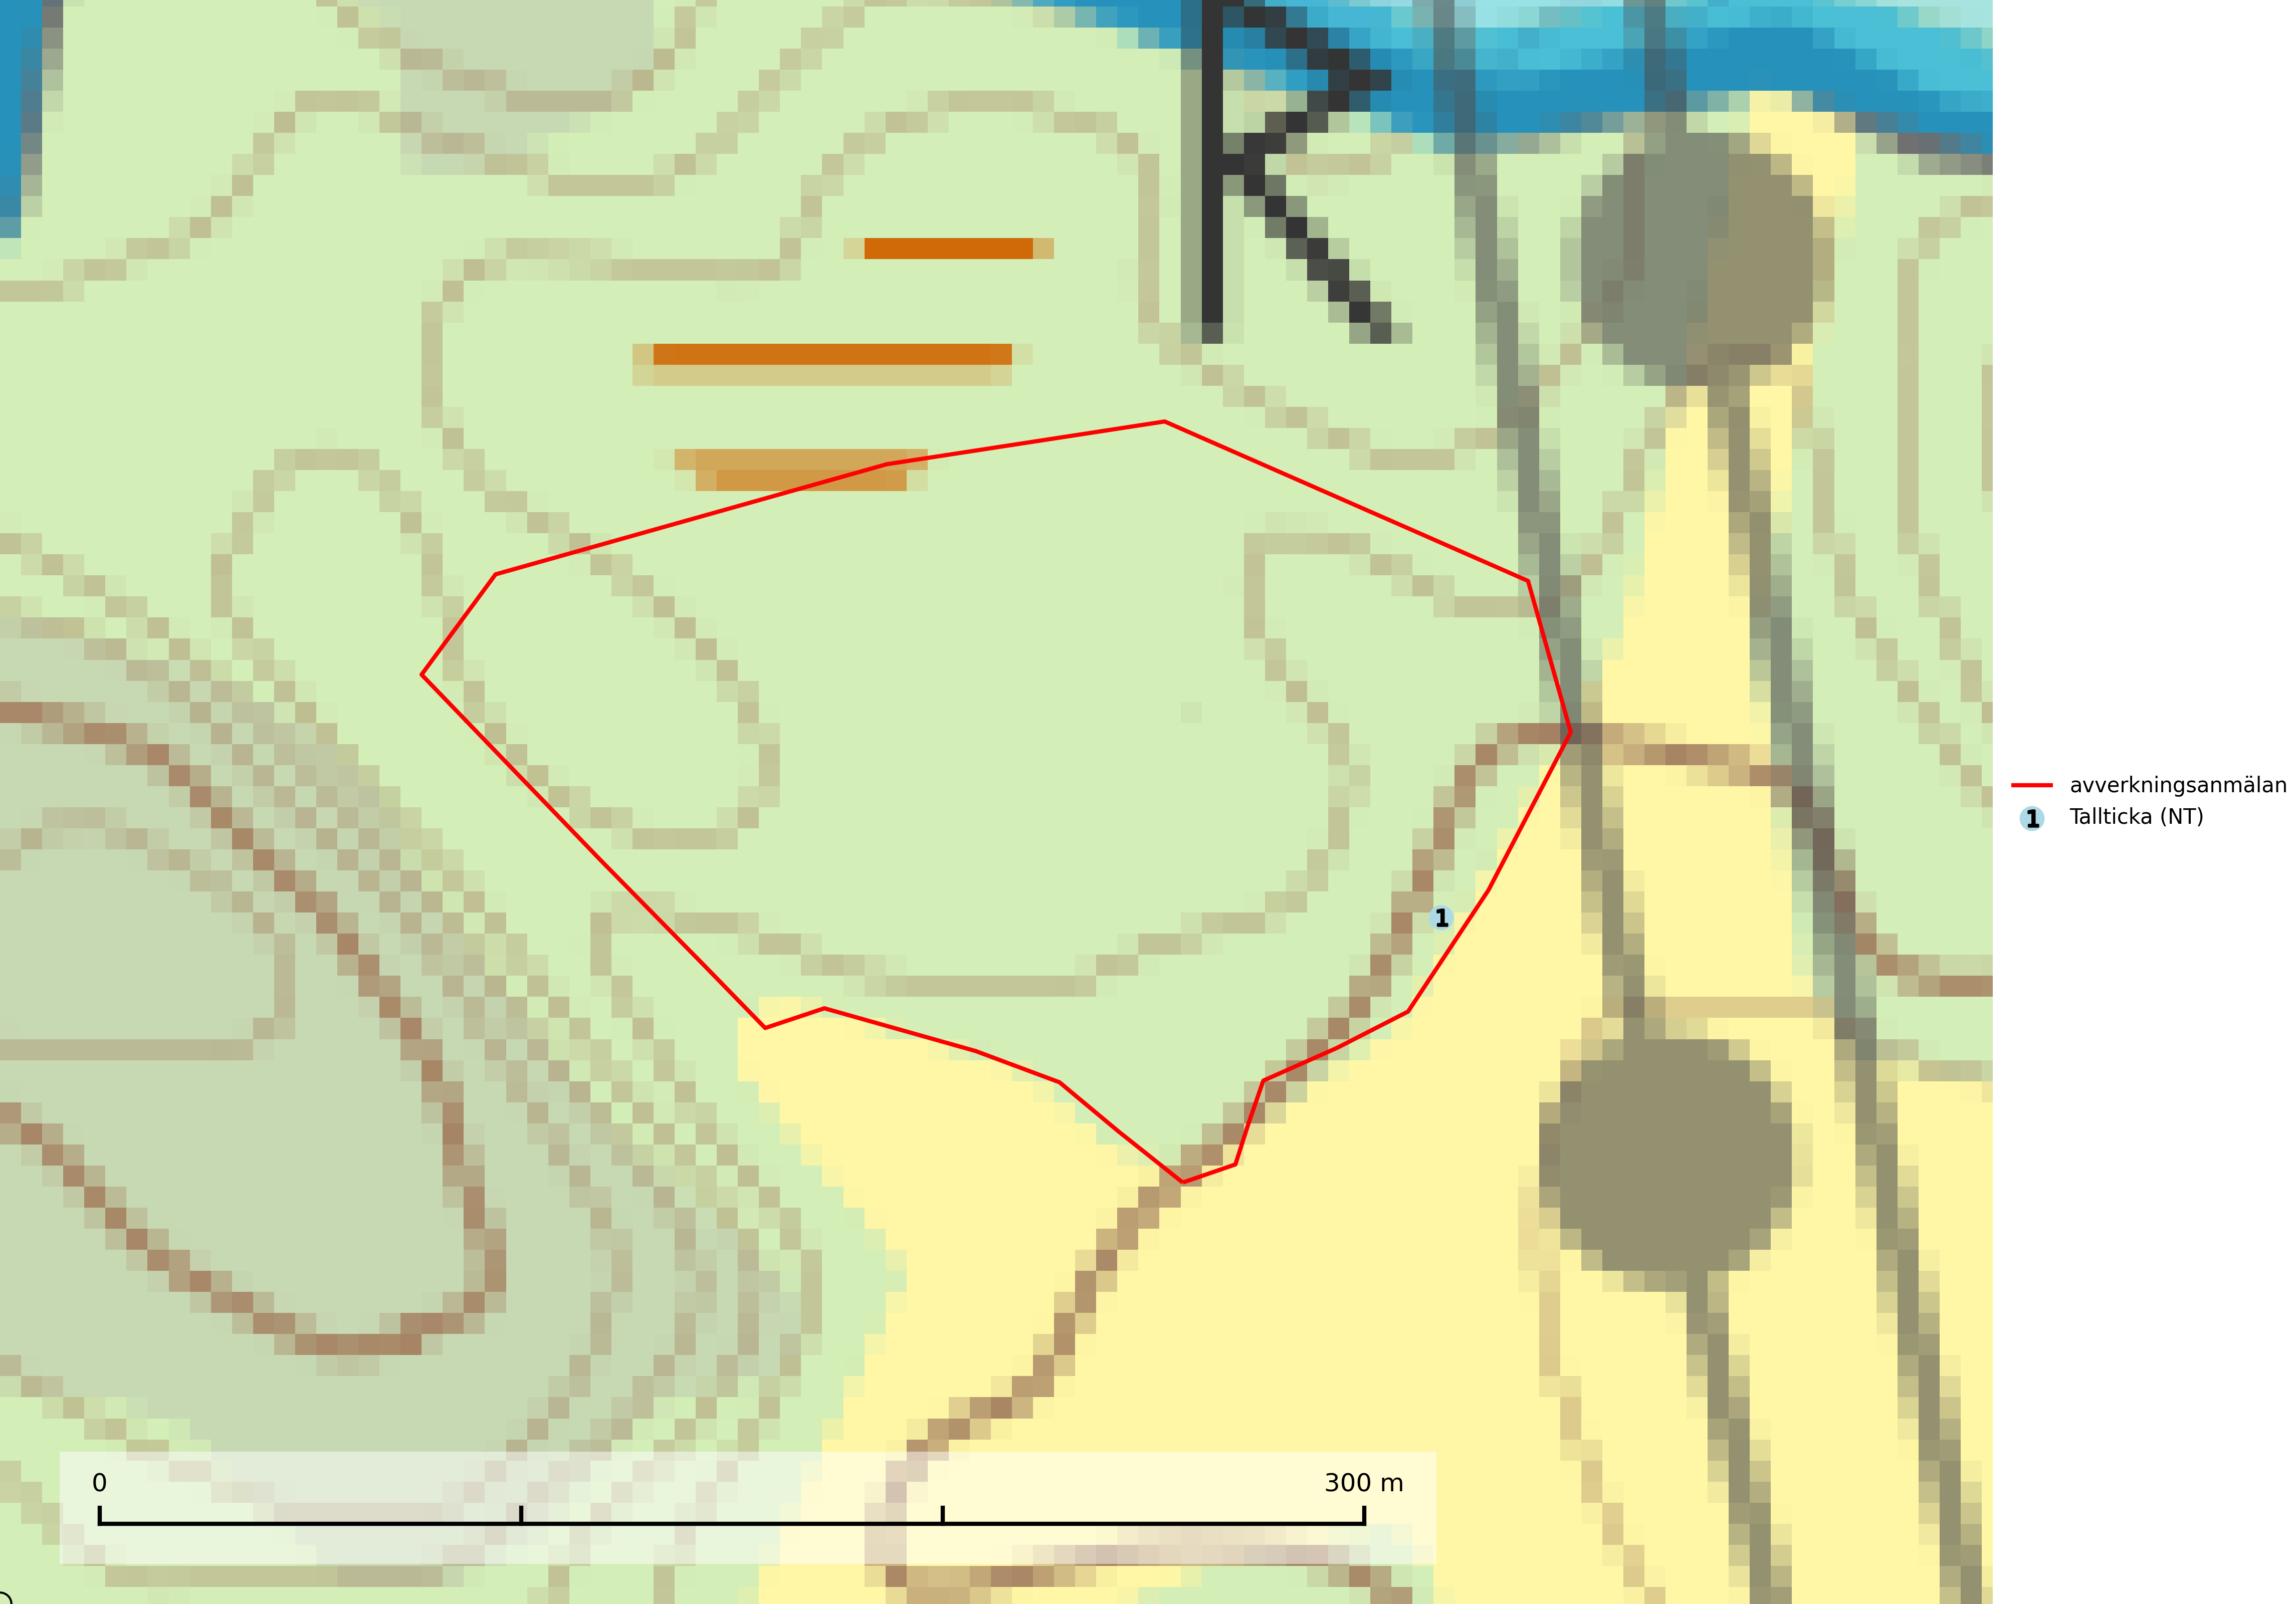 1
0
300 m
avverkningsanmälan
1 Tallticka (NT)